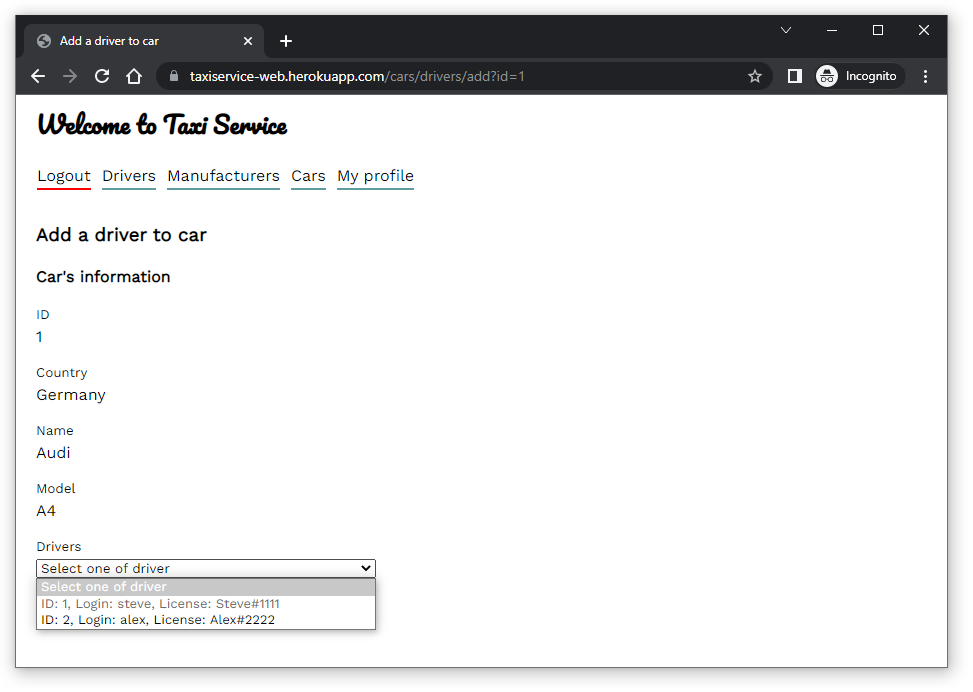 Add a driver to car
taxiservice-web.herokuapp.com/cars/drivers/add?id=1
Incognito
Welcome to Taxi Service
Logout Drivers Manufacturers Cars My profile
Add a driver to car
Car's information
ID
1
Country
Germany
Name
Audi
Model
A4
Drivers
Select one of driver
Select one of driver
ID: 1, Login: steve, License: Steve#1111
ID: 2, Login: alex, License: Alex#2222